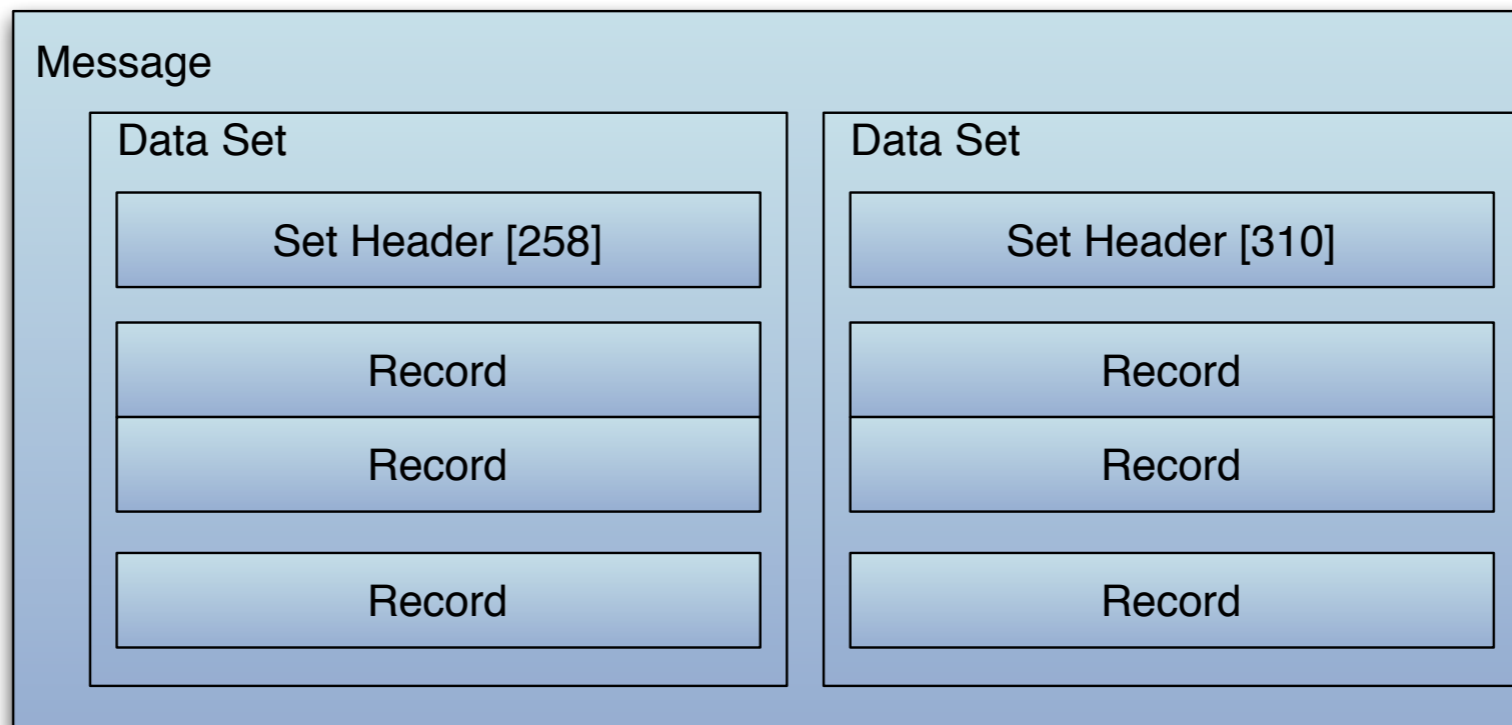 Message
Data Set
Set Header [258]
Record
Record
Record
Data Set
Set Header [310]
Record
Record
Record